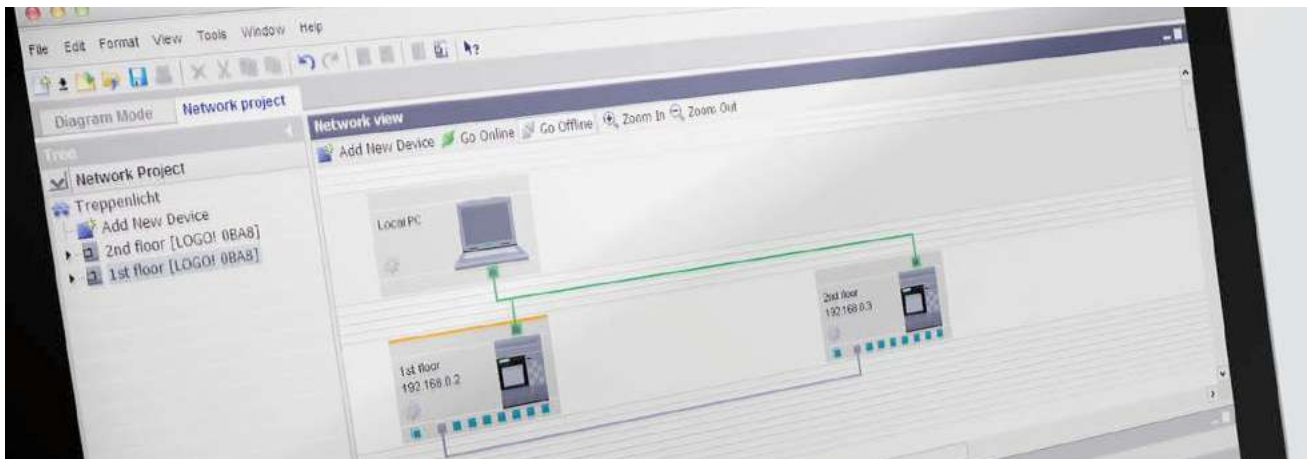 File Edit Format View Tools Window Help
Diagram Mode Network project
Tree
Network Project
Treppenlicht
Add New Device
2nd floor [LOGO! 0BA8]
1st floor [LOGO! 0BA8]
Network view
Add New Device Go Online Go Offline Zoom In Zoom Out
Local PC
1st floor
192.168.0.2
2nd floor
192.168.0.3